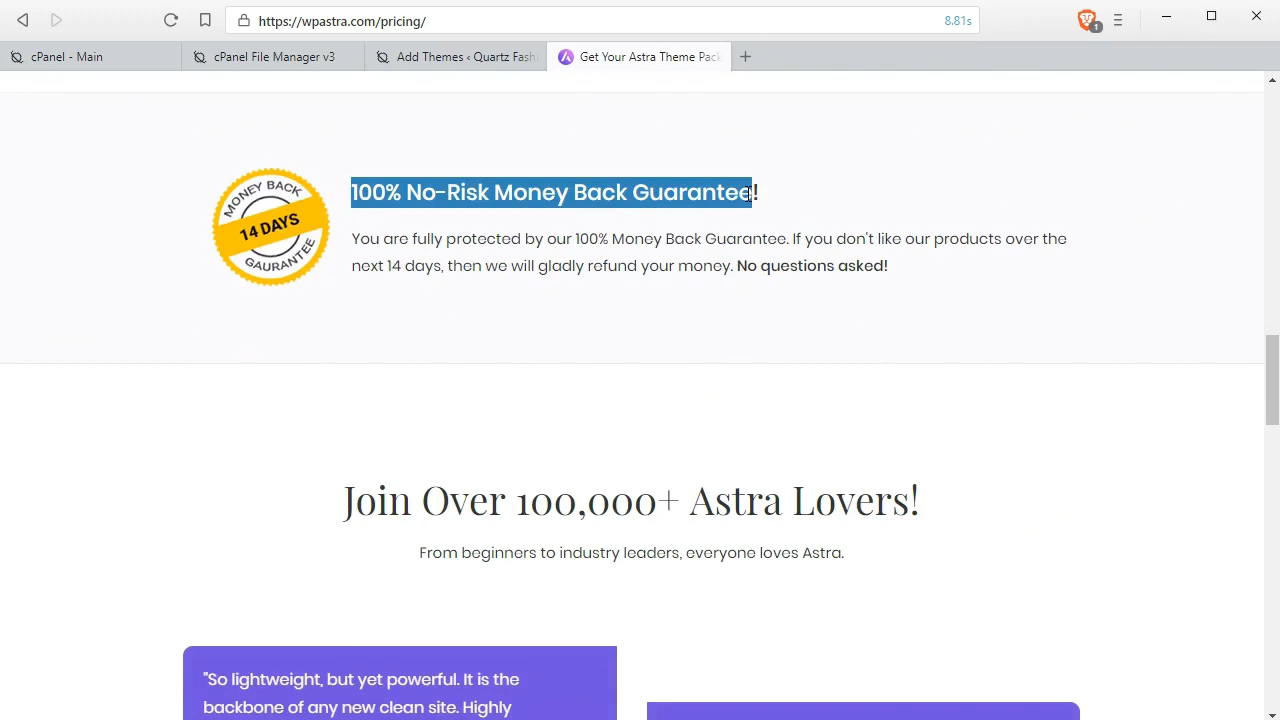 https://wpastra.com/pricing/
8.81s
1
cPanel - Main
cPanel File Manager v3
Add Themes ‹ Quartz Fash
Get Your Astra Theme Pack
MONEY BACK
14 DAYS
GAURANTEE
100% No-Risk Money Back Guarantee!
You are fully protected by our 100% Money Back Guarantee. If you don't like our products over the
next 14 days, then we will gladly refund your money. No questions asked!
Join Over 100,000+ Astra Lovers!
From beginners to industry leaders, everyone loves Astra.
"So lightweight, but yet powerful. It is the
backbone of any new clean site. Highly